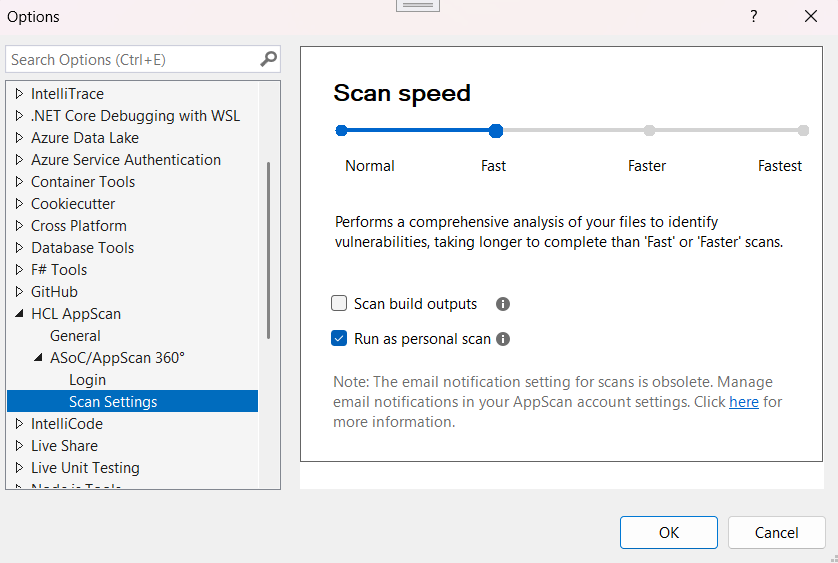 Options
?
Search Options (Ctrl+E)
IntelliTrace
.NET Core Debugging with WSL
Azure Data Lake
Azure Service Authentication
Container Tools
Cookiecutter
Cross Platform
Database Tools
F# Tools
GitHub
HCL AppScan
General
ASoC/AppScan 360°
Login
Scan Settings
IntelliCode
Live Share
Live Unit Testing
Scan speed
Normal Fast Faster Fastest
Performs a comprehensive analysis of your files to identify
vulnerabilities, taking longer to complete than 'Fast' or 'Faster' scans.
Scan build outputs
Run as personal scan
Note: The email notification setting for scans is obsolete. Manage
email notifications in your AppScan account settings. Click here for
more information.
OK Cancel